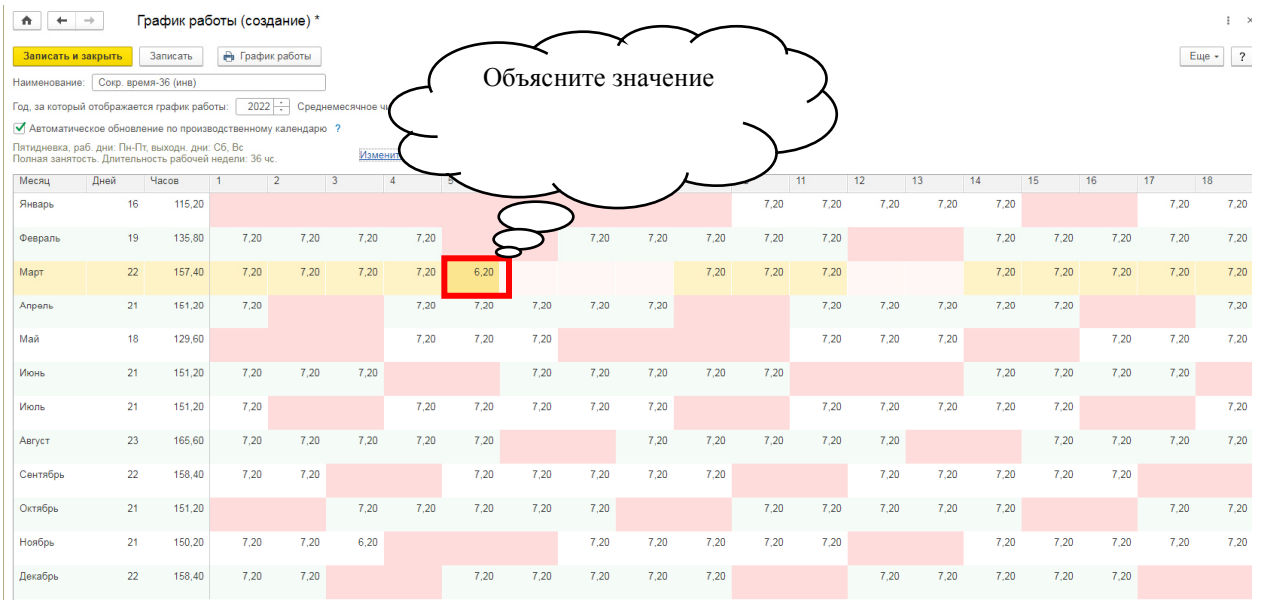 График работы (создание) *
Записать и закрыть Записать График работы Еще ?
Объясните значение
Наименование: Сокр. время-36 (инв)
Год, за который отображается график работы: 2022 Среднемесячное
Автоматическое обновление по производственному календарю ?
Пятидневка, раб. дни: Пн-Пт, выходн. дни: Сб, Вс
Полная занятость. Длительность рабочей недели: 36 чс.
Месяц Дней Часов 1 2 3 4 11 12 13 14 15 16 17 18
Январь 16 115,20 7,20 7,20 7,20 7,20 7,20 7,20 7,20
Февраль 19 135,80 7,20 7,20 7,20 7,20 7,20 7,20 7,20 7,20 7,20 7,20 7,20 7,20 7,20 7,20
Март 22 157,40 7,20 7,20 7,20 7,20 6,20 7,20 7,20 7,20 7,20 7,20 7,20 7,20 7,20
Апрель 21 151,20 7,20 7,20 7,20 7,20 7,20 7,20 7,20 7,20 7,20 7,20 7,20 7,20
Май 18 129,60 7,20 7,20 7,20 7,20 7,20 7,20 7,20 7,20 7,20
Июнь 21 151,20 7,20 7,20 7,20 7,20 7,20 7,20 7,20 7,20 7,20 7,20 7,20 7,20
Июль 21 151,20 7,20 7,20 7,20 7,20 7,20 7,20 7,20 7,20 7,20 7,20 7,20 7,20
Август 23 165,60 7,20 7,20 7,20 7,20 7,20 7,20 7,20 7,20 7,20 7,20 7,20 7,20 7,20 7,20
Сентябрь 22 158,40 7,20 7,20 7,20 7,20 7,20 7,20 7,20 7,20 7,20 7,20 7,20 7,20
Октябрь 21 151,20 7,20 7,20 7,20 7,20 7,20 7,20 7,20 7,20 7,20 7,20 7,20 7,20
Ноябрь 21 150,20 7,20 7,20 6,20 7,20 7,20 7,20 7,20 7,20 7,20 7,20 7,20 7,20 7,20
Декабрь 22 158,40 7,20 7,20 7,20 7,20 7,20 7,20 7,20 7,20 7,20 7,20 7,20 7,20